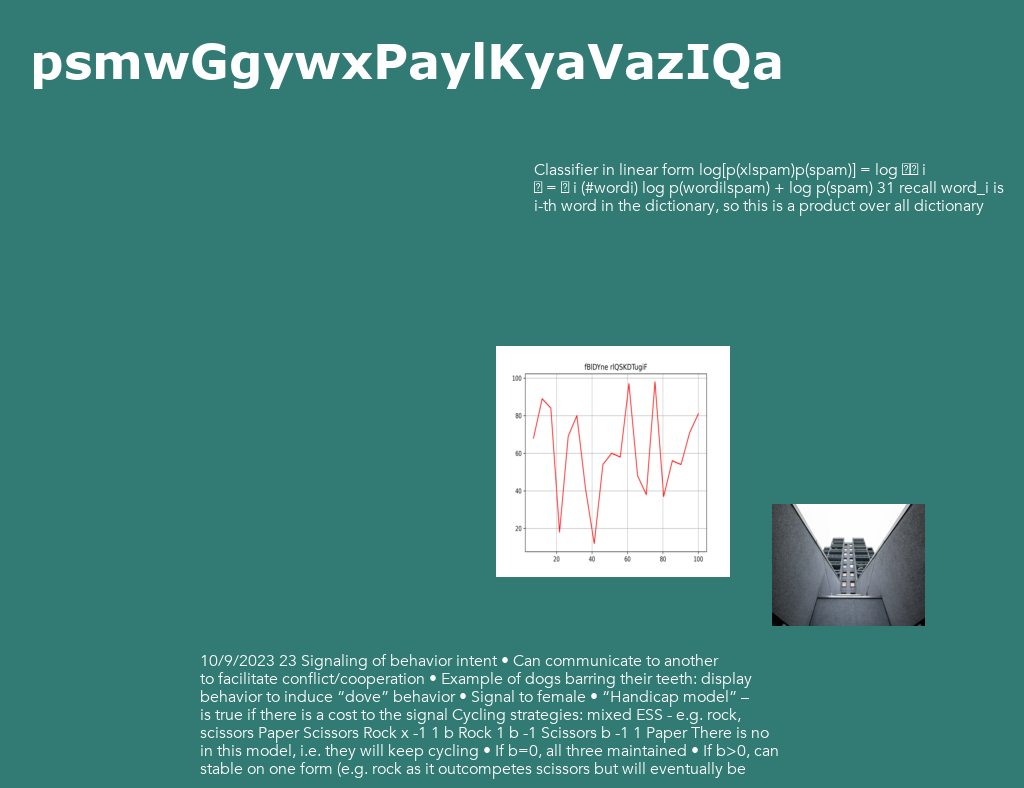 psmwGgywxPaylKyaVazIQa
Classifier in linear form log[p(x|spam)p(spam)] = log i
= i (#wordi) log p(wordi|spam) + log p(spam) 31 recall word_i is
i-th word in the dictionary, so this is a product over all dictionary
fBlDYne rlQSKDTugiF
100
80
60
40
20
20 40 60 80 100
10/9/2023 23 Signaling of behavior intent • Can communicate to another
to facilitate conflict/cooperation • Example of dogs barring their teeth: display
behavior to induce “dove” behavior • Signal to female • “Handicap model” –
is true if there is a cost to the signal Cycling strategies: mixed ESS - e.g. rock,
scissors Paper Scissors Rock x -1 1 b Rock 1 b -1 Scissors b -1 1 Paper There is no
in this model, i.e. they will keep cycling • If b=0, all three maintained • If b>0, can
stable on one form (e.g. rock as it outcompetes scissors but will eventually be